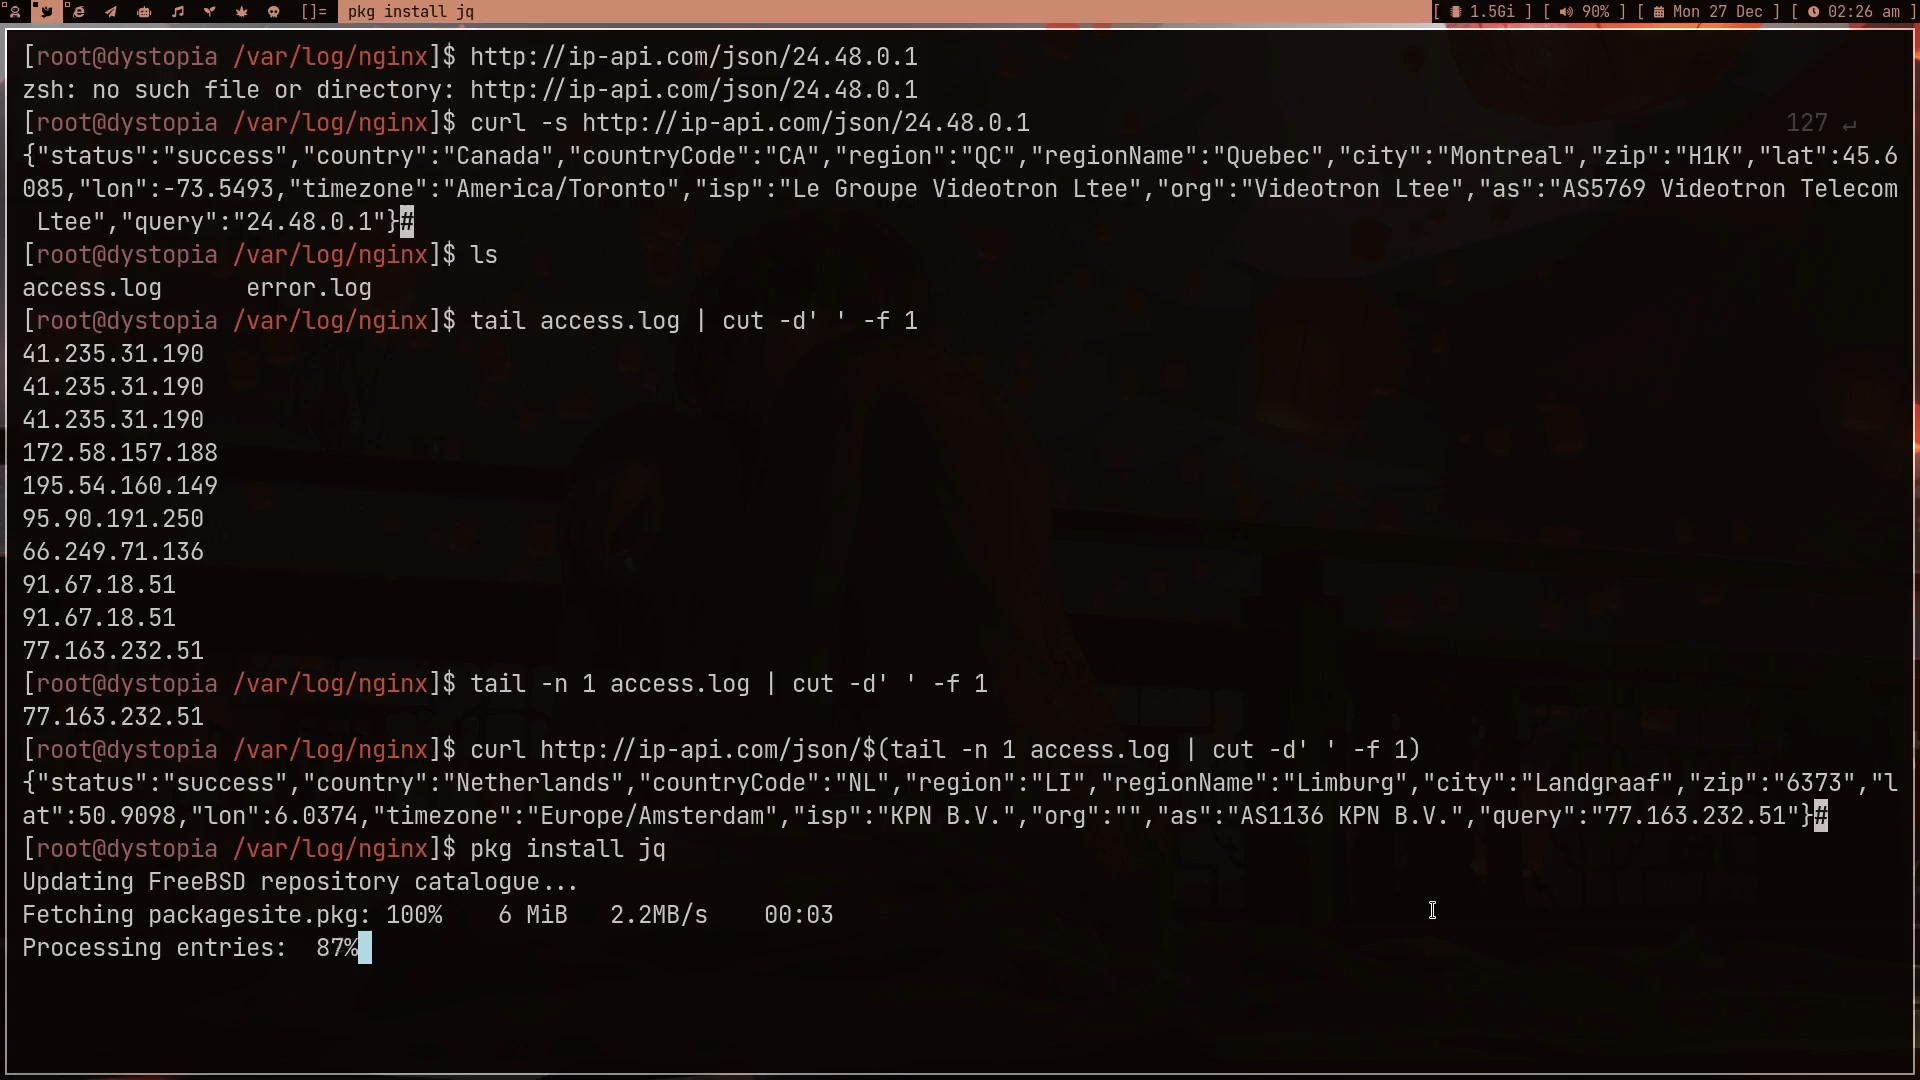 []= pkg install jq [ 1.5Gi ] [ 90% ] [ Mon 27 Dec ] [ 02:26 am ]
[root@dystopia /var/log/nginx]$ http://ip-api.com/json/24.48.0.1
zsh: no such file or directory: http://ip-api.com/json/24.48.0.1
[root@dystopia /var/log/nginx]$ curl -s http://ip-api.com/json/24.48.0.1 127 ↵
{"status":"success","country":"Canada","countryCode":"CA","region":"QC","regionName":"Quebec","city":"Montreal","zip":"H1K","lat":45.6
085,"lon":-73.5493,"timezone":"America/Toronto","isp":"Le Groupe Videotron Ltee","org":"Videotron Ltee","as":"AS5769 Videotron Telecom
Ltee","query":"24.48.0.1"}#
[root@dystopia /var/log/nginx]$ ls
access.log error.log
[root@dystopia /var/log/nginx]$ tail access.log | cut -d' ' -f 1
41.235.31.190
41.235.31.190
41.235.31.190
172.58.157.188
195.54.160.149
95.90.191.250
66.249.71.136
91.67.18.51
91.67.18.51
77.163.232.51
[root@dystopia /var/log/nginx]$ tail -n 1 access.log | cut -d' ' -f 1
77.163.232.51
[root@dystopia /var/log/nginx]$ curl http://ip-api.com/json/$(tail -n 1 access.log | cut -d' ' -f 1)
{"status":"success","country":"Netherlands","countryCode":"NL","region":"LI","regionName":"Limburg","city":"Landgraaf","zip":"6373","l
at":50.9098,"lon":6.0374,"timezone":"Europe/Amsterdam","isp":"KPN B.V.","org":"","as":"AS1136 KPN B.V.","query":"77.163.232.51"}#
[root@dystopia /var/log/nginx]$ pkg install jq
Updating FreeBSD repository catalogue...
Fetching packagesite.pkg: 100% 6 MiB 2.2MB/s 00:03
Processing entries: 87%